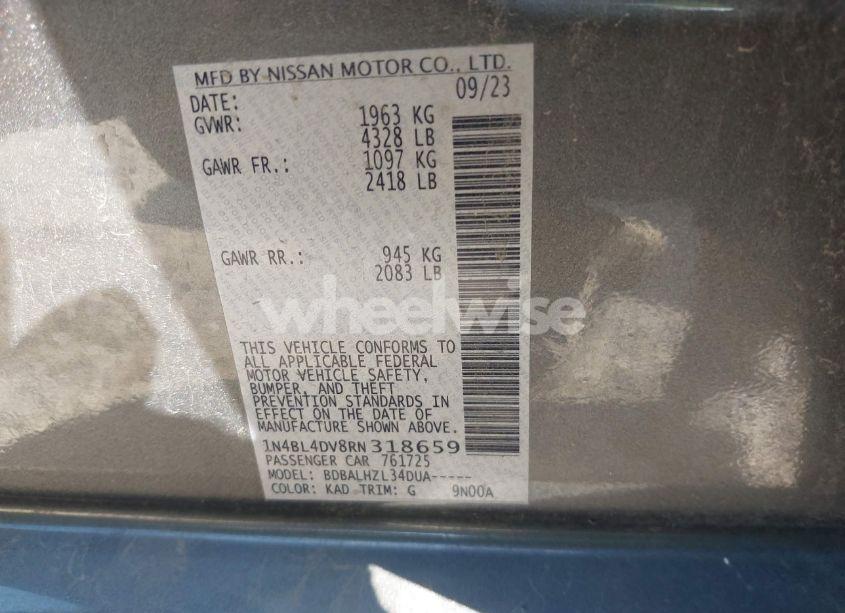 MFD BY NISSAN MOTOR CO., LTD.
DATE: 09/23
GVWR: 1963 KG
4328 LB
GAWR FR.: 1097 KG
2418 LB
GAWR RR.: 945 KG
2083 LB
wheelwise
THIS VEHICLE CONFORMS TO
ALL APPLICABLE FEDERAL
MOTOR VEHICLE SAFETY,
BUMPER, AND THEFT
PREVENTION STANDARDS IN
EFFECT ON THE DATE OF
MANUFACTURE SHOWN ABOVE.
1N4BL4DV8RN318659
PASSENGER CAR 761725
MODEL: BDBALHZL34DUA-----
COLOR: KAD TRIM: G 9N00A